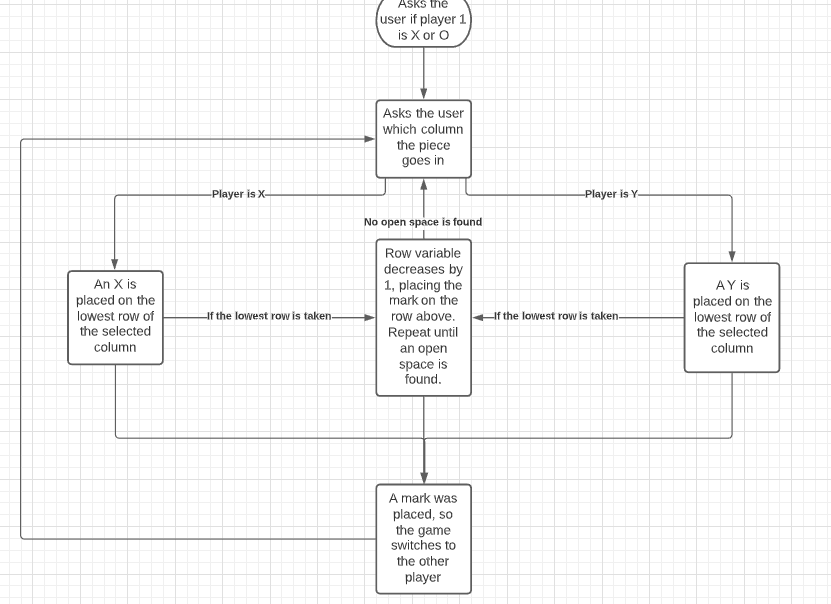 Asks the
user if player 1
is X or O
Asks the user
which column
the piece
goes in
Player is X
Player is Y
No open space is found
An X is
placed on the
lowest row of
the selected
column
If the lowest row is taken
Row variable
decreases by
1, placing the
mark on the
row above.
Repeat until
an open
space is
found.
If the lowest row is taken
A Y is
placed on the
lowest row of
the selected
column
A mark was
placed, so
the game
switches to
the other
player